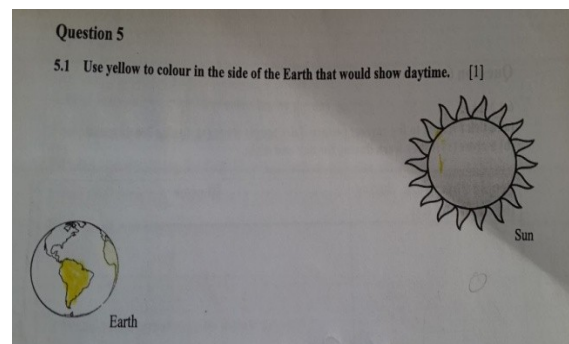 Question 5
5.1 Use yellow to colour in the side of the Earth that would show daytime. [1]
Sun
Earth